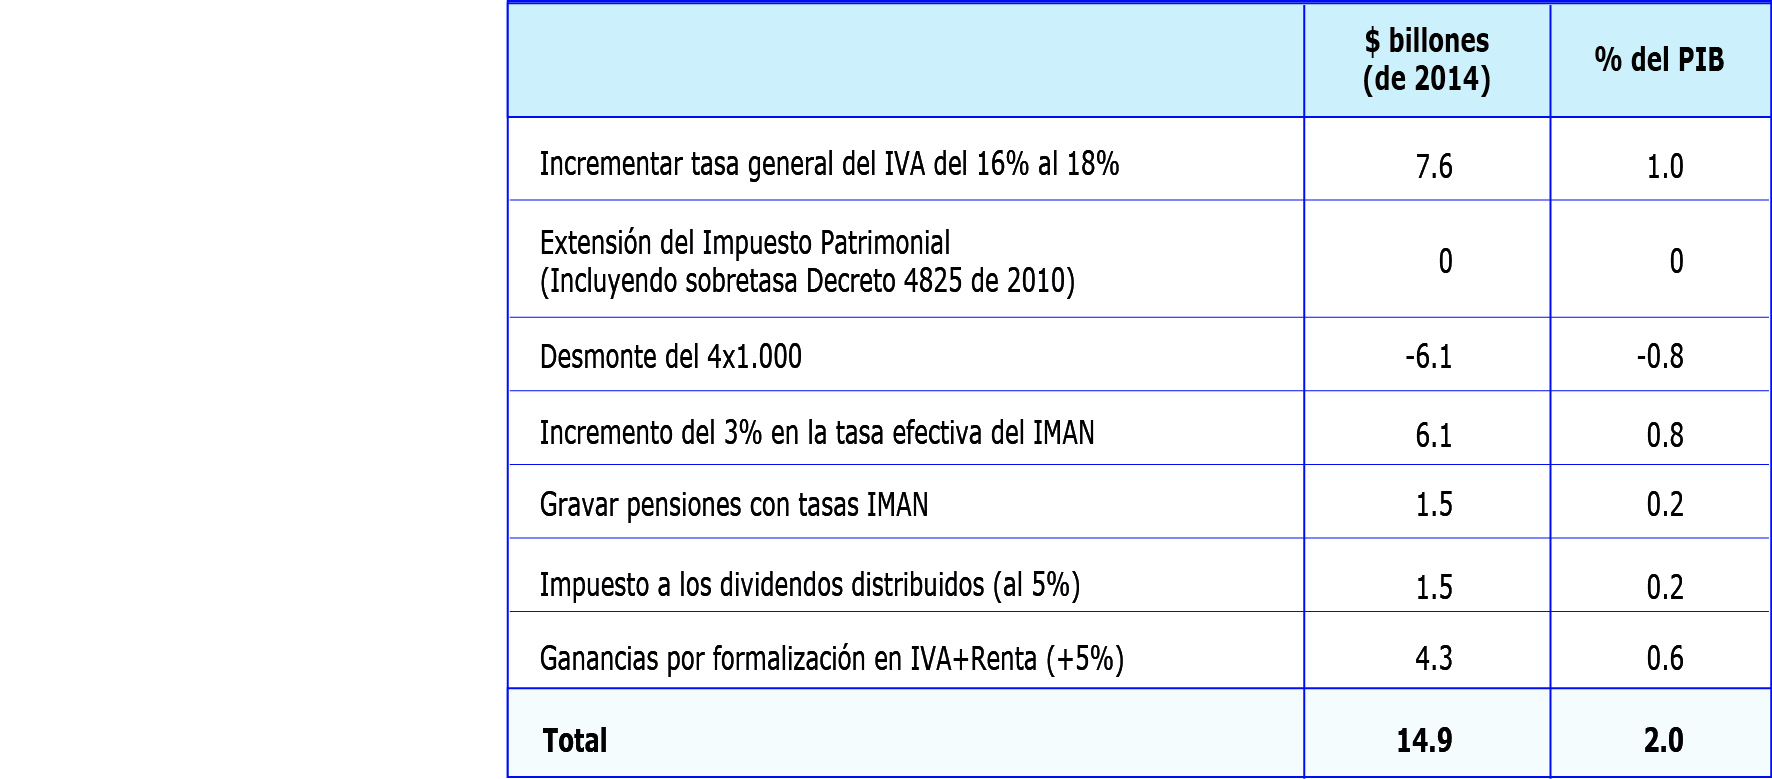 $ billones
(de 2014)
% del PIB
Incrementar tasa general del IVA del 16% al 18% 7.6 1.0
Extensión del Impuesto Patrimonial
(Incluyendo sobretasa Decreto 4825 de 2010) 0 0
Desmonte del 4x1.000 -6.1 -0.8
Incremento del 3% en la tasa efectiva del IMAN 6.1 0.8
Gravar pensiones con tasas IMAN 1.5 0.2
Impuesto a los dividendos distribuidos (al 5%) 1.5 0.2
Ganancias por formalización en IVA+Renta (+5%) 4.3 0.6
Total 14.9 2.0